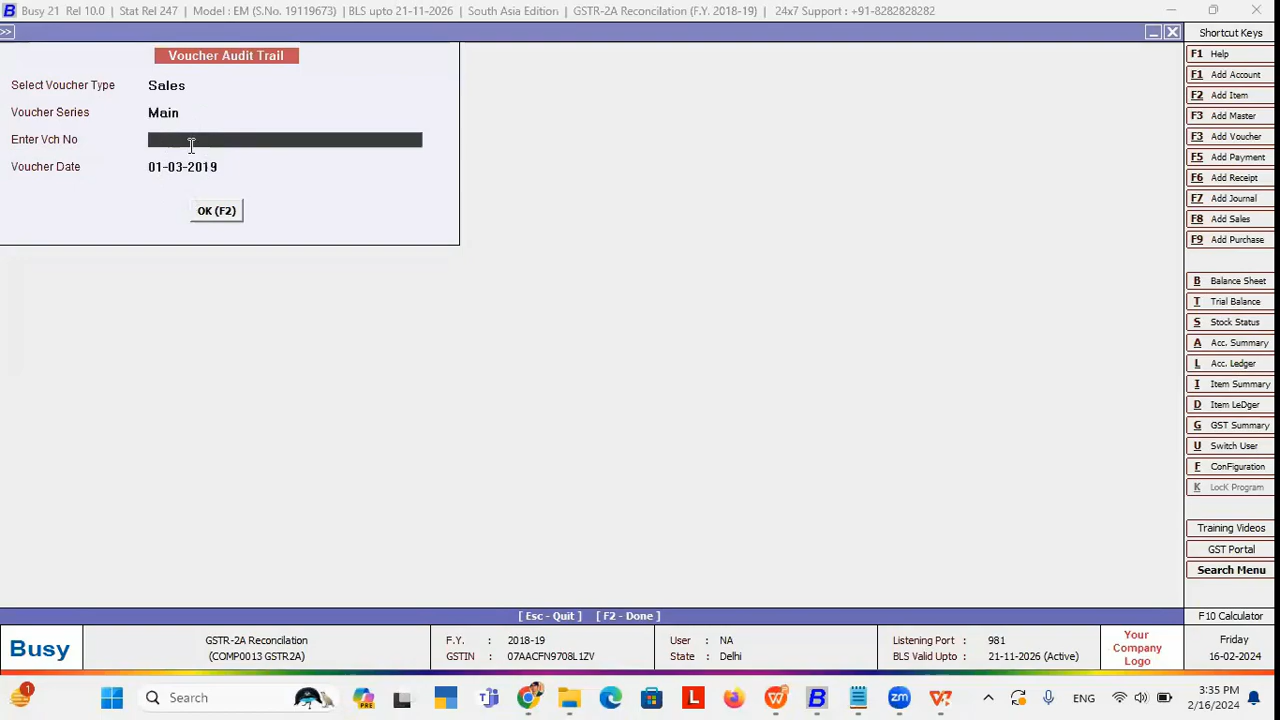 Busy 21 Rel 10.0 | Stat Rel 247 | Model : EM (S.No. 19119673) | BLS upto 21-11-2026 | South Asia Edition | GSTR-2A Reconcilation (F.Y. 2018-19) | 24x7 Support : +91-8282828282
>>
Shortcut Keys
Voucher Audit Trail
Select Voucher Type Sales
Voucher Series Main
Enter Vch No
Voucher Date 01-03-2019
OK (F2)
F1 Help
F1 Add Account
F2 Add Item
F3 Add Master
F3 Add Voucher
F5 Add Payment
F6 Add Receipt
F7 Add Journal
F8 Add Sales
F9 Add Purchase
B Balance Sheet
T Trial Balance
S Stock Status
A Acc. Summary
L Acc. Ledger
I Item Summary
D Item LeDger
G GST Summary
U Switch User
F ConFiguration
K LocK Program
Training Videos
GST Portal
Search Menu
[ Esc - Quit ] [ F2 - Done ]
F10 Calculator
Busy
GSTR-2A Reconcilation
(COMP0013 GSTR2A)
F.Y. : 2018-19
GSTIN : 07AACFN9708L1ZV
User : NA
State : Delhi
Listening Port : 981
BLS Valid Upto : 21-11-2026 (Active)
Your
Company
Logo
Friday
16-02-2024
1
Search
PRE
ENG
3:35 PM
2/16/2024